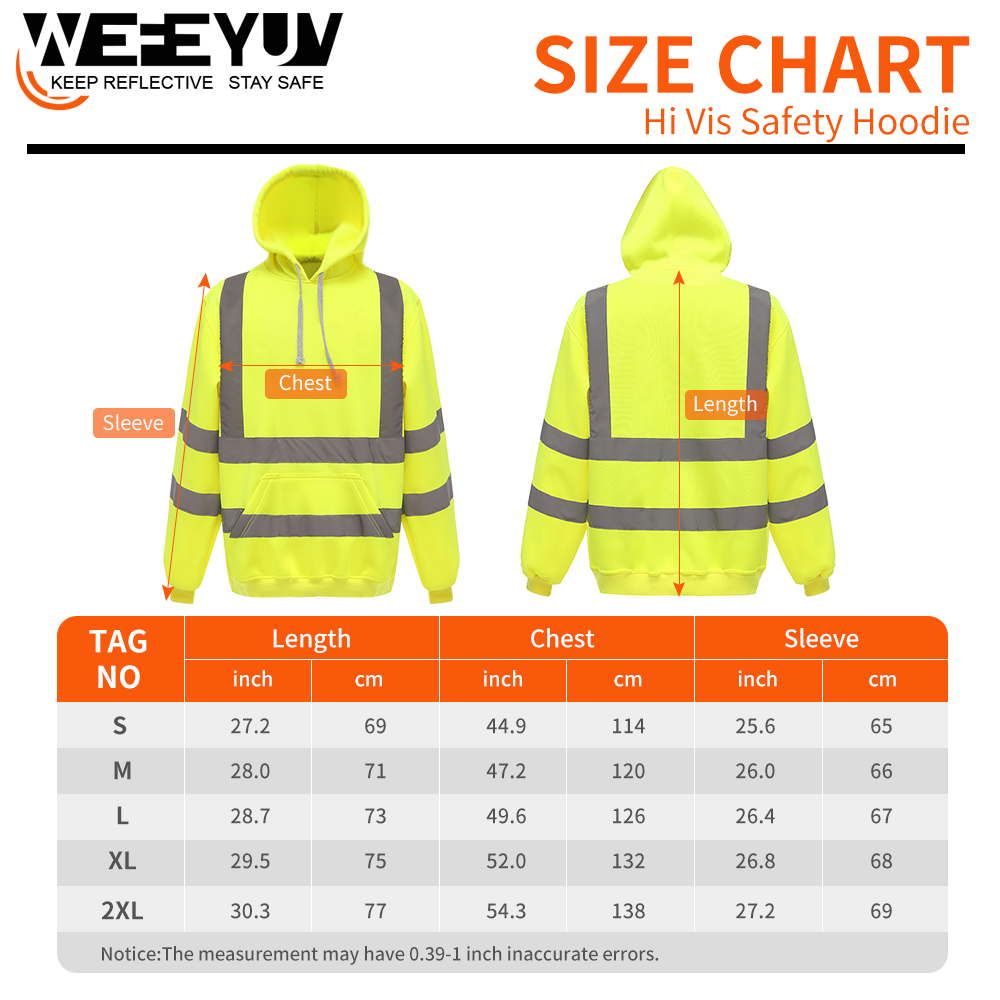 WEFEYUV
KEEP REFLECTIVE STAY SAFE
SIZE CHART
Hi Vis Safety Hoodie
Sleeve
Chest
Length
TAG NO Length Chest Sleeve
inch cm inch cm inch cm
S 27.2 69 44.9 114 25.6 65
M 28.0 71 47.2 120 26.0 66
L 28.7 73 49.6 126 26.4 67
XL 29.5 75 52.0 132 26.8 68
2XL 30.3 77 54.3 138 27.2 69
Notice:The measurement may have 0.39-1 inch inaccurate errors.